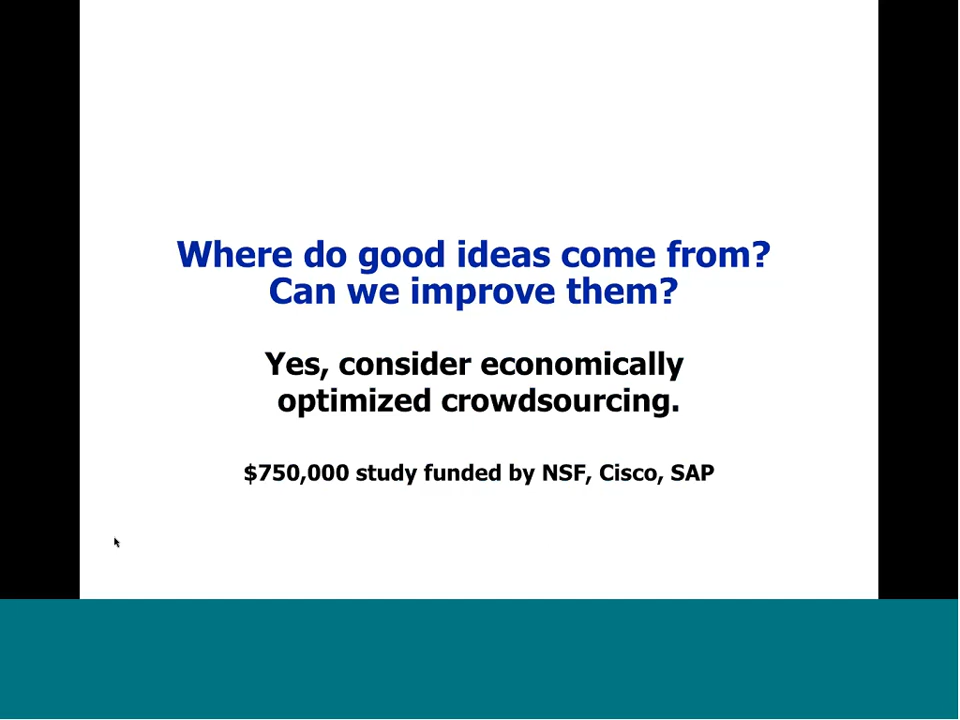 Where do good ideas come from?
Can we improve them?
Yes, consider economically
optimized crowdsourcing.
$750,000 study funded by NSF, Cisco, SAP